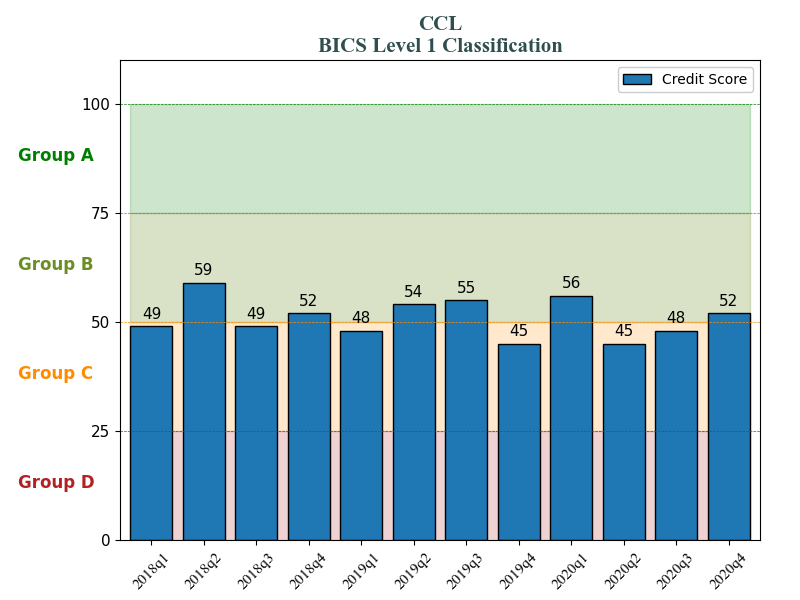 CCL
BICS Level 1 Classification
Credit Score
100
Group A
75
Group B
50
Group C
25
Group D
0
49
59
49
52
48
54
55
45
56
45
48
52
2018q1
2018q2
2018q3
2018q4
2019q1
2019q2
2019q3
2019q4
2020q1
2020q2
2020q3
2020q4